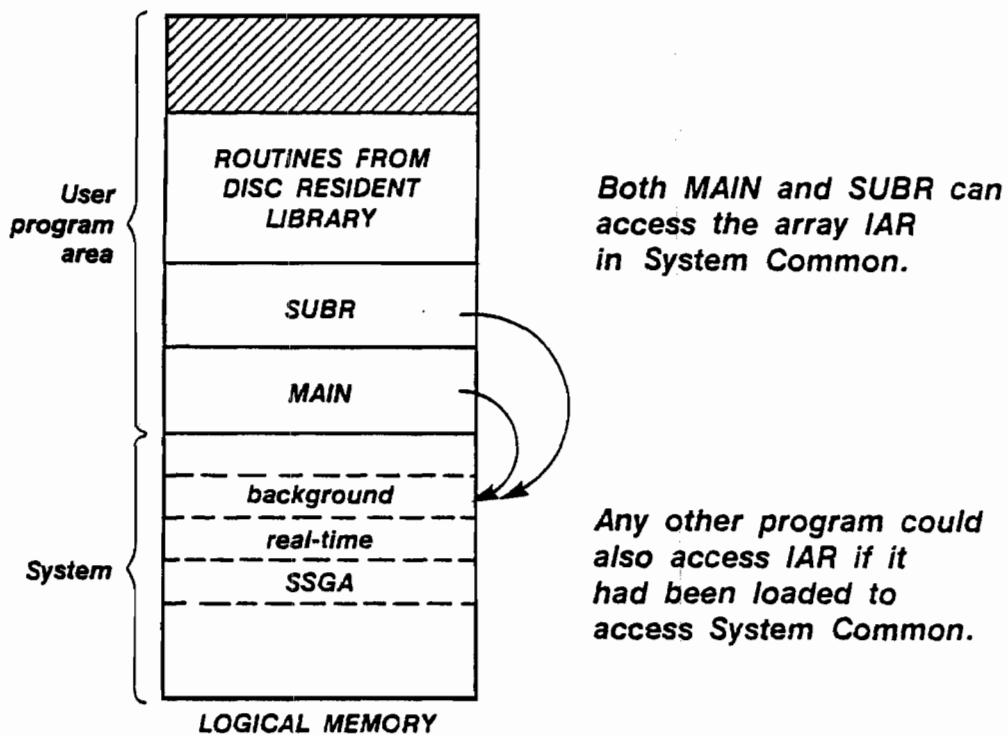 ROUTINES FROM
DISC RESIDENT
LIBRARY
User
program
area
Both MAIN and SUBR can
access the array IAR
in System Common.
SUBR
MAIN
background
real-time
SSGA
System
Any other program could
also access IAR if it
had been loaded to
access System Common.
LOGICAL MEMORY